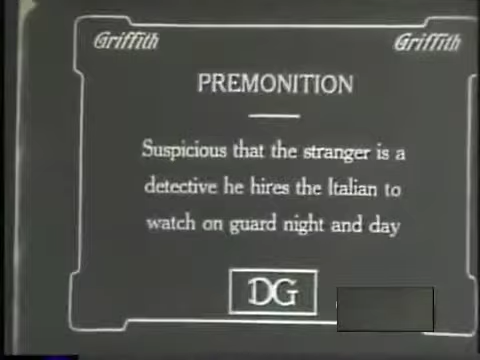 Griffith Griffith
PREMONITION
Suspicious that the stranger is a
detective he hires the Italian to
watch on guard night and day
DG